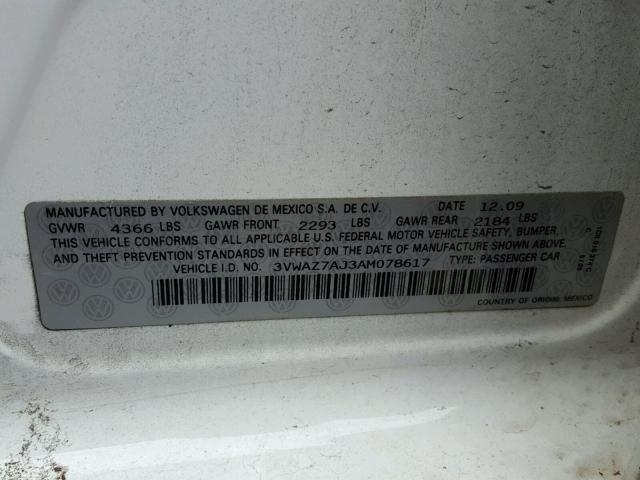 MANUFACTURED BY VOLKSWAGEN DE MEXICO S.A. DE C.V. DATE 12.09
GVWR 4366 LBS GAWR FRONT 2293 LBS GAWR REAR 2184 LBS
THIS VEHICLE CONFORMS TO ALL APPLICABLE U.S. FEDERAL MOTOR VEHICLE SAFETY, BUMPER,
AND THEFT PREVENTION STANDARDS IN EFFECT ON THE DATE OF MANUFACTURE SHOWN ABOVE.
VEHICLE I.D. NO. 3VWAZ7AJ3AM078617 TYPE: PASSENGER CAR
COUNTRY OF ORIGIN: MEXICO